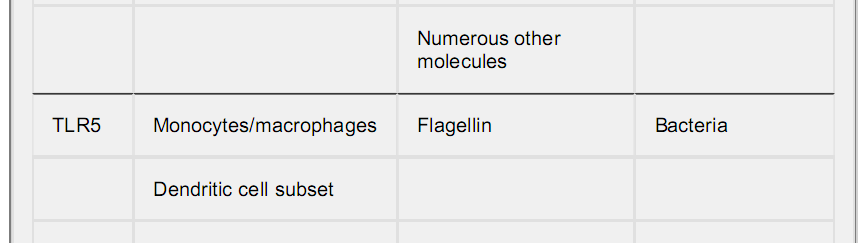 Numerous other
molecules
TLR5 Monocytes/macrophages Flagellin Bacteria
Dendritic cell subset